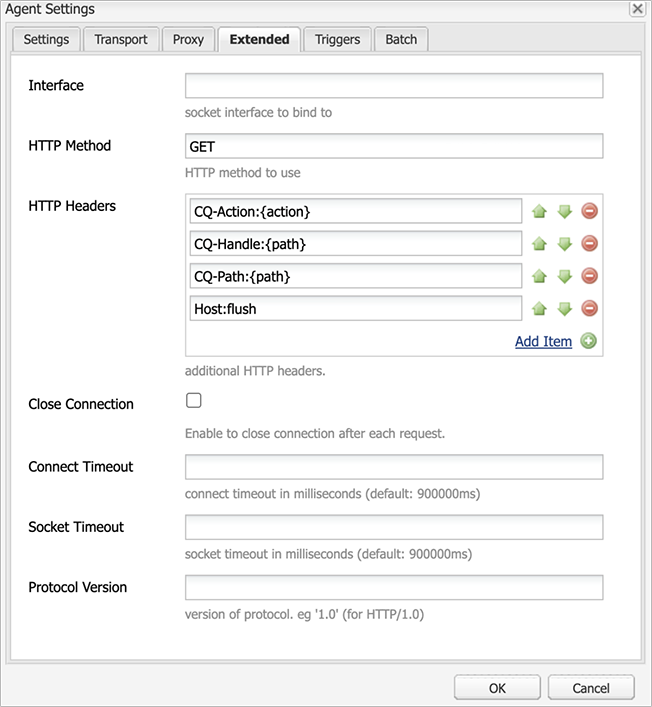 Agent Settings
Settings Transport Proxy Extended Triggers Batch
Interface
socket interface to bind to
HTTP Method GET
HTTP method to use
HTTP Headers CQ-Action:{action}
CQ-Handle:{path}
CQ-Path:{path}
Host:flush
Add Item
additional HTTP headers.
Close Connection
Enable to close connection after each request.
Connect Timeout
connect timeout in milliseconds (default: 900000ms)
Socket Timeout
socket timeout in milliseconds (default: 900000ms)
Protocol Version
version of protocol. eg '1.0' (for HTTP/1.0)
OK Cancel